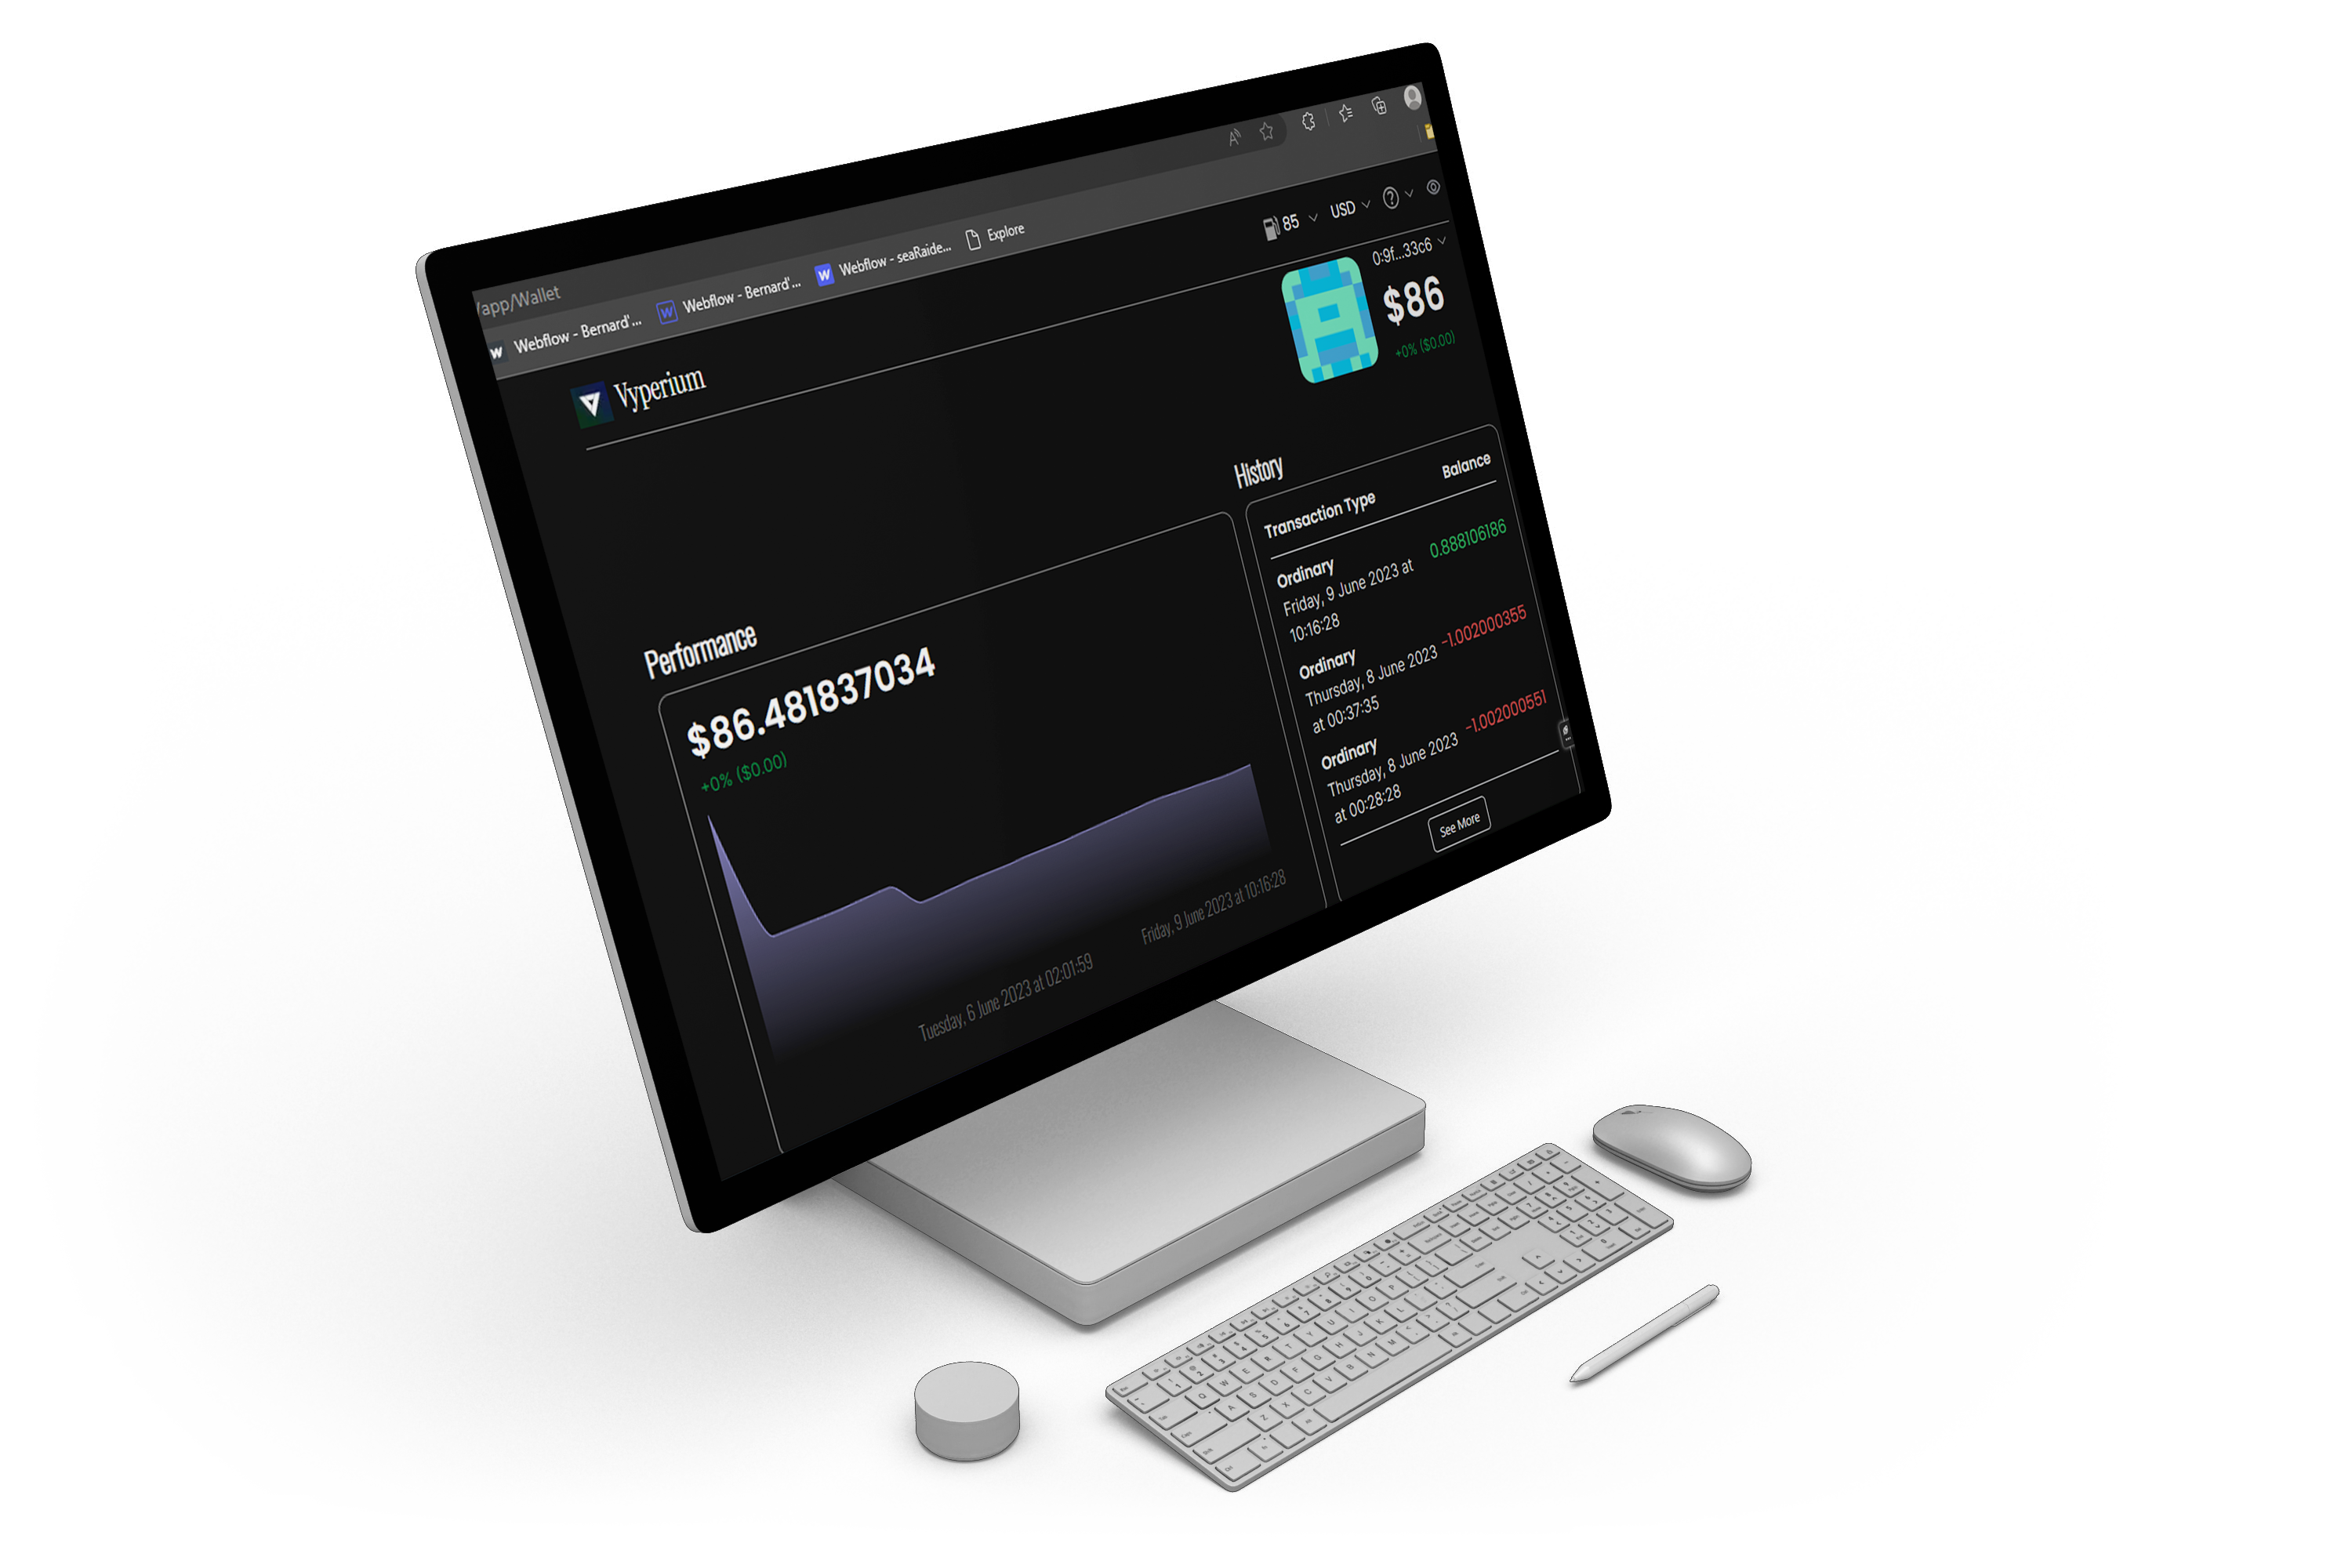 /app/Wallet
Webflow - Bernard'...
Webflow - Bernard'...
Webflow - seaRaide...
Explore
Vyperium
85
USD
0:9f...33c6
$86
+0% ($0.00)
Performance
$86.481837034
+0% ($0.00)
Tuesday, 6 June 2023 at 02:01:59
Friday, 9 June 2023 at 10:16:28
History
Transaction Type
Balance
Ordinary
Friday, 9 June 2023 at
10:16:28
0.888106186
Ordinary
Thursday, 8 June 2023
at 00:37:35
-1.002000355
Ordinary
Thursday, 8 June 2023
at 00:28:28
-1.002000551
See More